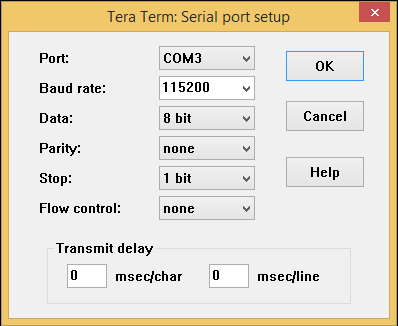 Tera Term: Serial port setup
Port: COM3
OK
Baud rate: 115200
Data: 8 bit
Cancel
Parity: none
Stop: 1 bit
Help
Flow control: none
Transmit delay
0 msec/char 0 msec/line